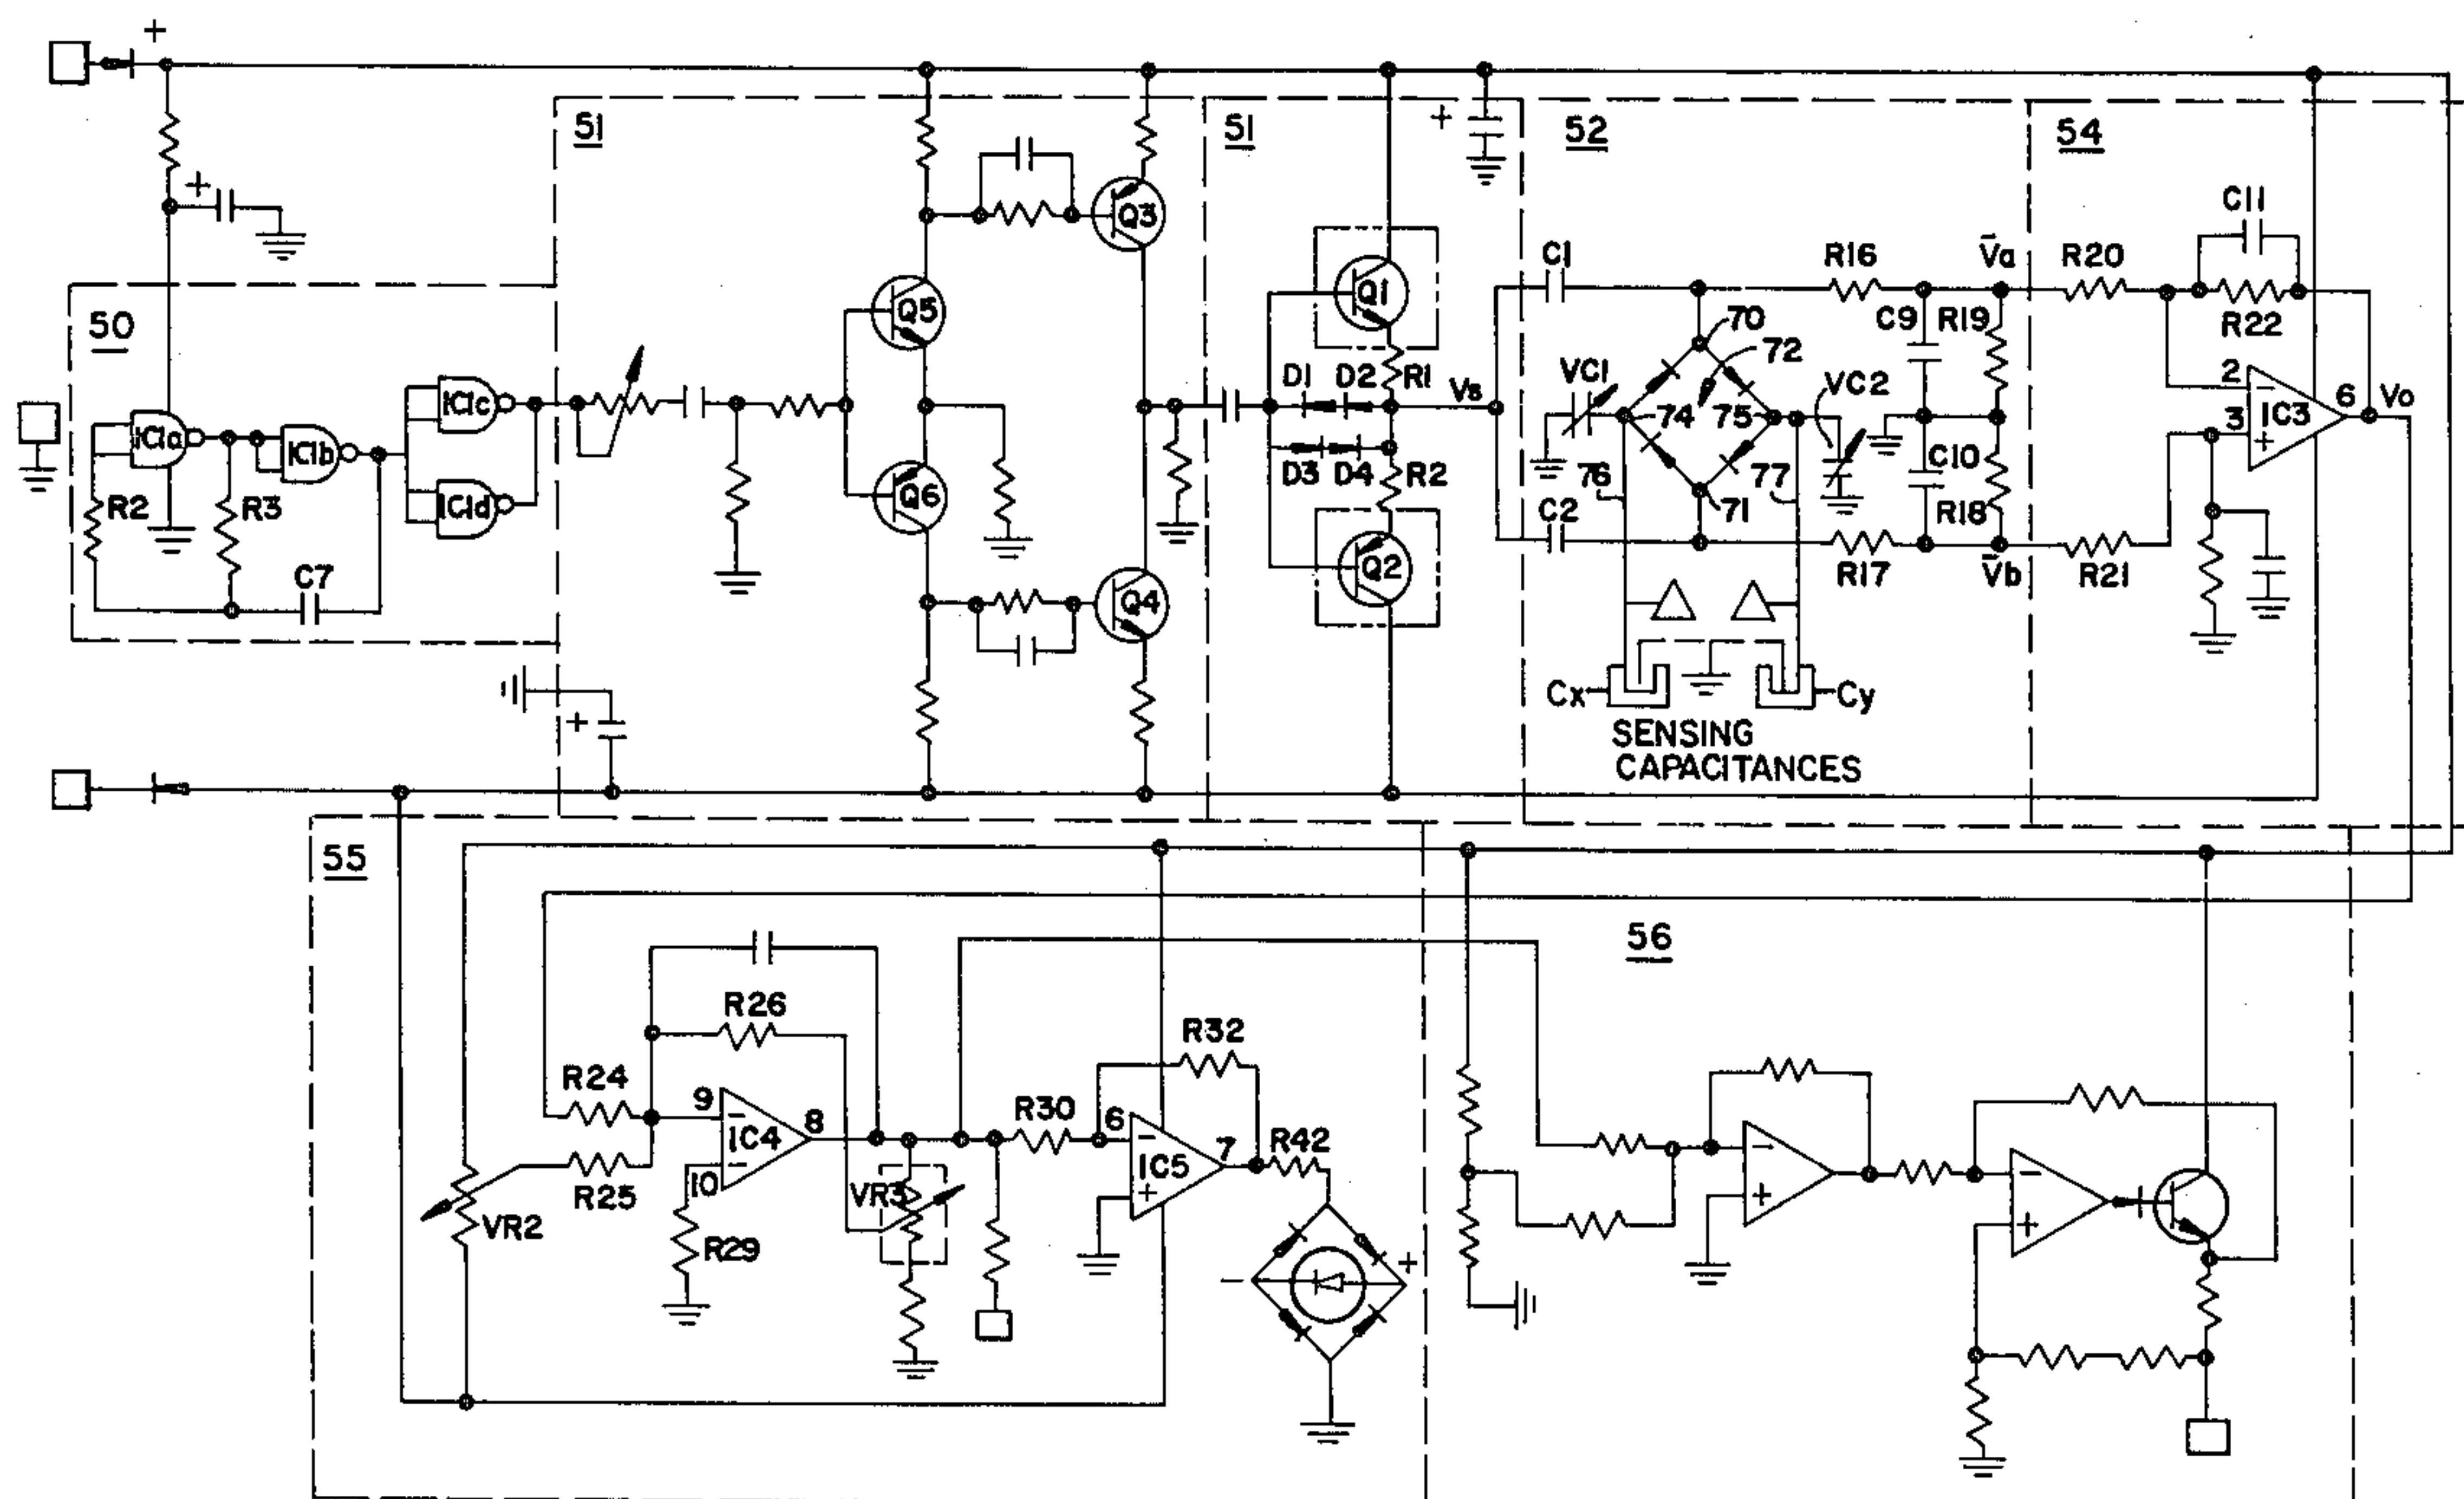 +
51
51
+
52
54
+
C11
Q3
C1
R16
V̄a
R20
Q1
Q5
70
C9
R19
R22
50
72
VC1
D1
D2
R1
Vs
VC2
2
-
IC1c
74
75
6
Vo
IC3
3
+
IC1a
IC1b
D3
D4
R2
76
77
C10
Q6
R2
R3
IC1d
C2
71
R18
Q2
R17
V̄b
R21
C7
Q4
Cx
Cy
+
SENSING
CAPACITANCES
55
56
R26
R32
R24
9
-
8
R30
6
-
IC4
7
R42
IC5
-
-
10
VR3
R25
+
+
VR2
R29
-
+
-
+